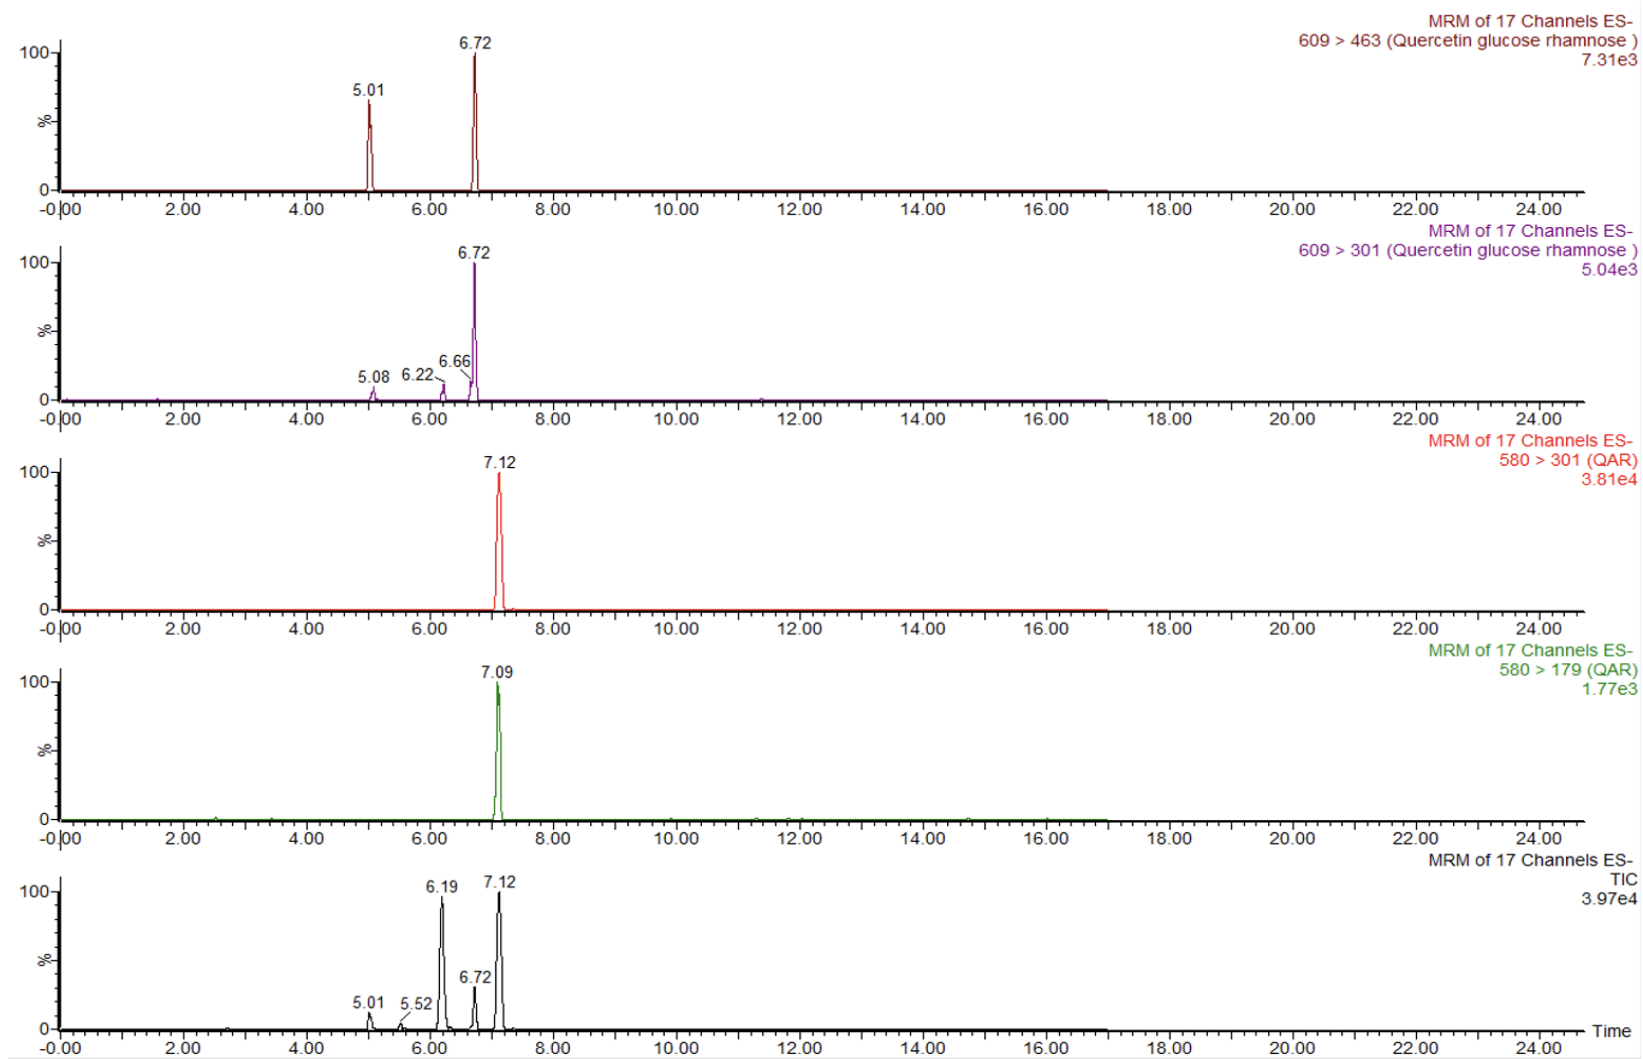 MRM of 17 Channels ES-
609 > 463 (Quercetin glucose rhamnose )
7.31e3
100
6.72
5.01
%
0
-0.00 2.00 4.00 6.00 8.00 10.00 12.00 14.00 16.00 18.00 20.00 22.00 24.00
MRM of 17 Channels ES-
609 > 301 (Quercetin glucose rhamnose )
5.04e3
100
6.72
%
6.66
5.08 6.22
0
-0.00 2.00 4.00 6.00 8.00 10.00 12.00 14.00 16.00 18.00 20.00 22.00 24.00
MRM of 17 Channels ES-
580 > 301 (QAR)
3.81e4
100
7.12
%
0
-0.00 2.00 4.00 6.00 8.00 10.00 12.00 14.00 16.00 18.00 20.00 22.00 24.00
MRM of 17 Channels ES-
580 > 179 (QAR)
1.77e3
100
7.09
%
0
-0.00 2.00 4.00 6.00 8.00 10.00 12.00 14.00 16.00 18.00 20.00 22.00 24.00
MRM of 17 Channels ES-
TIC
3.97e4
100
6.19 7.12
%
6.72
5.01 5.52
0
Time
-0.00 2.00 4.00 6.00 8.00 10.00 12.00 14.00 16.00 18.00 20.00 22.00 24.00